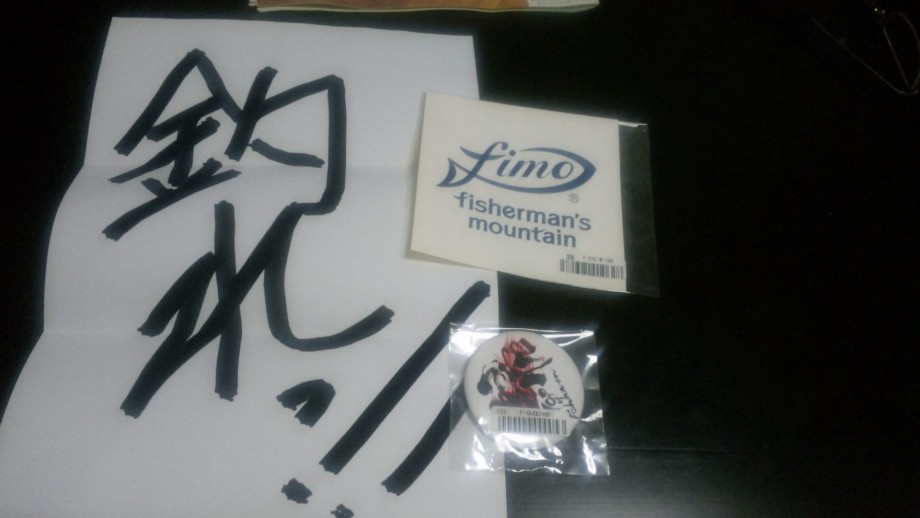 釣
れ!!
fimo
®
fisherman's
mountain